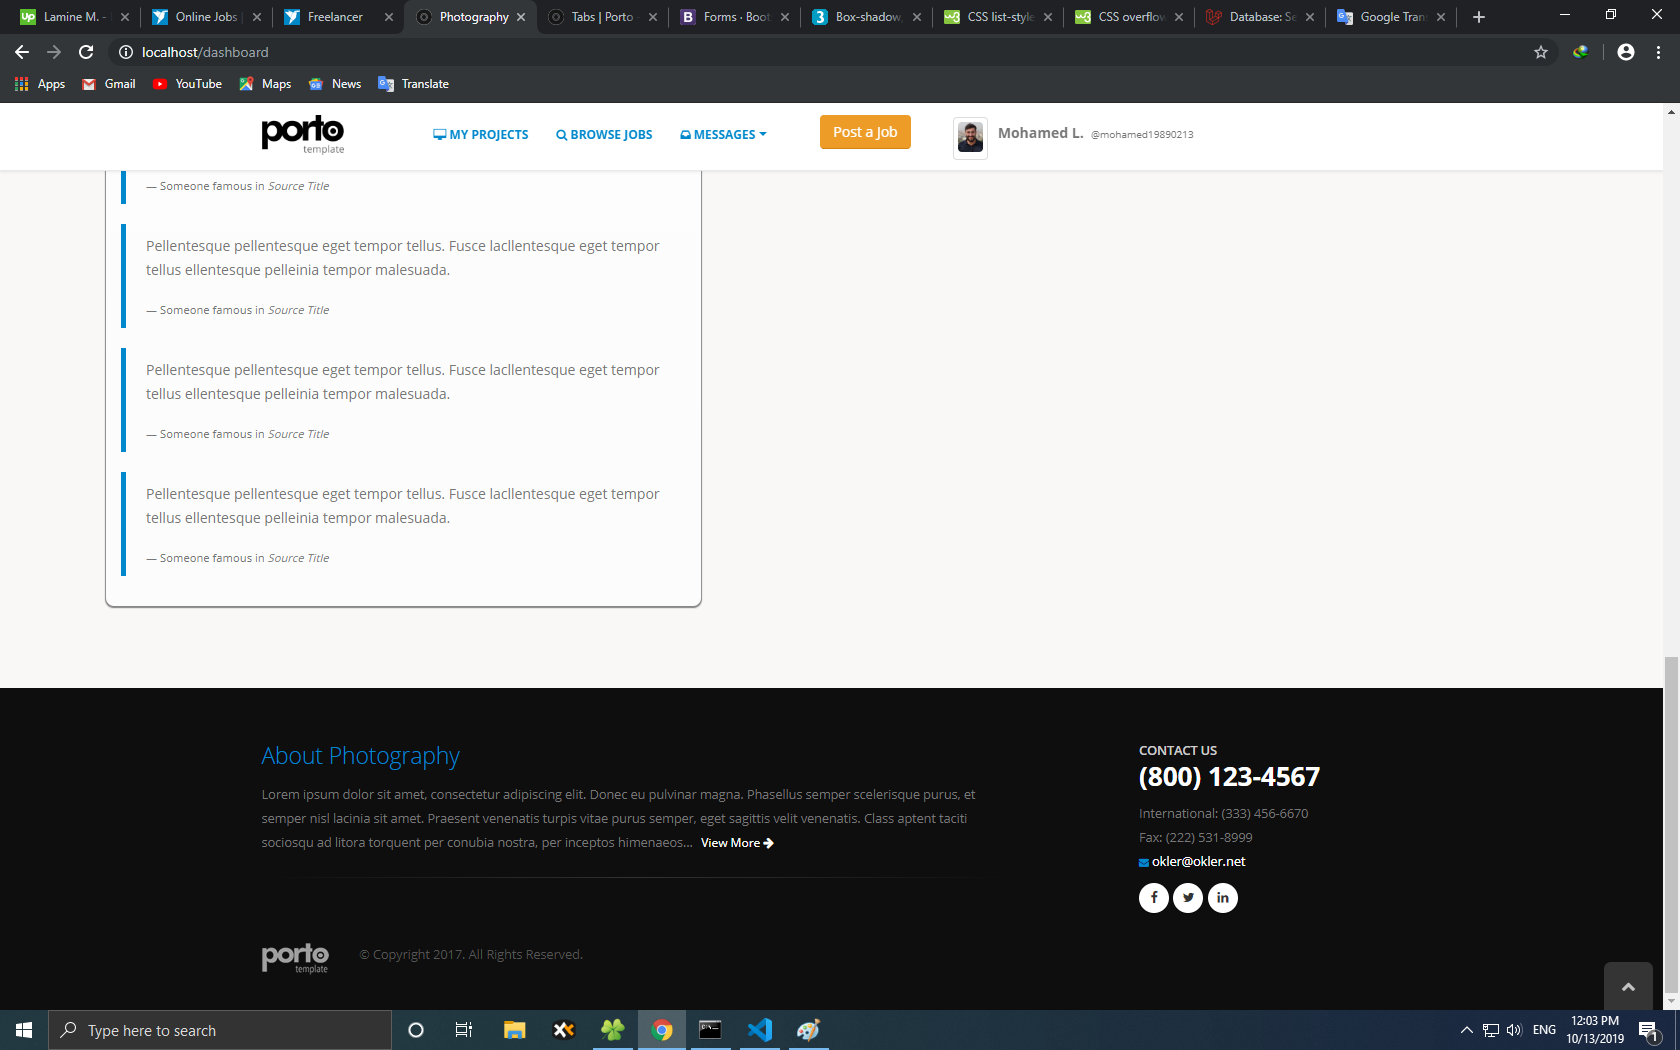 Lamine M. -
Online Jobs |
Freelancer
Photography
Tabs | Porto -
Forms · Boot
Box-shadow,
CSS list-style
CSS overflow
Database: Se
Google Tran
localhost/dashboard
Apps
Gmail
YouTube
Maps
News
Translate
porto
template
MY PROJECTS
BROWSE JOBS
MESSAGES
Post a Job
Mohamed L. @mohamed19890213
— Someone famous in Source Title
Pellentesque pellentesque eget tempor tellus. Fusce lacllentesque eget tempor
tellus ellentesque pelleinia tempor malesuada.
— Someone famous in Source Title
Pellentesque pellentesque eget tempor tellus. Fusce lacllentesque eget tempor
tellus ellentesque pelleinia tempor malesuada.
— Someone famous in Source Title
Pellentesque pellentesque eget tempor tellus. Fusce lacllentesque eget tempor
tellus ellentesque pelleinia tempor malesuada.
— Someone famous in Source Title
About Photography
Lorem ipsum dolor sit amet, consectetur adipiscing elit. Donec eu pulvinar magna. Phasellus semper scelerisque purus, et
semper nisl lacinia sit amet. Praesent venenatis turpis vitae purus semper, eget sagittis velit venenatis. Class aptent taciti
sociosqu ad litora torquent per conubia nostra, per inceptos himenaeos... View More
CONTACT US
(800) 123-4567
International: (333) 456-6670
Fax: (222) 531-8999
okler@okler.net
porto
template
© Copyright 2017. All Rights Reserved.
Type here to search
ENG
12:03 PM
10/13/2019
1